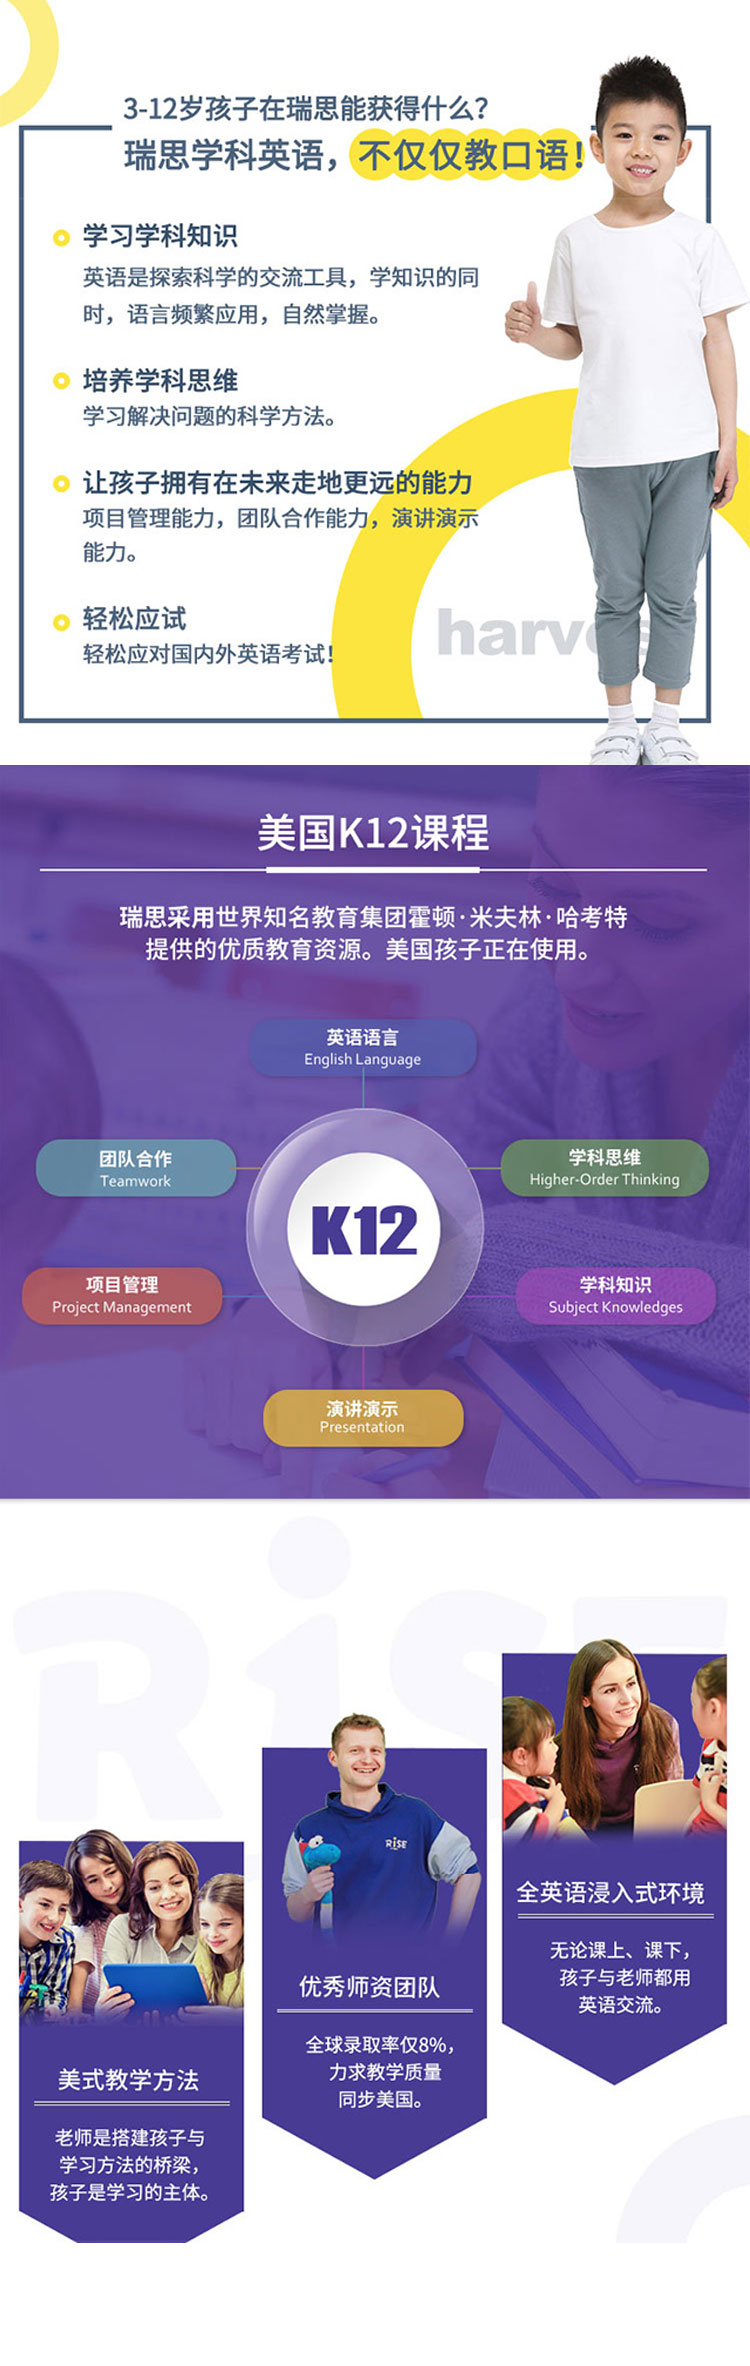 3-12岁孩子在瑞思能获得什么?
瑞思学科英语，不仅仅教口语!
学习学科知识
英语是探索科学的交流工具，学知识的同
时，语言频繁应用，自然掌握。
培养学科思维
学习解决问题的科学方法。
让孩子拥有在未来走地更远的能力
项目管理能力，团队合作能力，演讲演示
能力。
轻松应试
轻松应对国内外英语考试!
harves
美国K12课程
瑞思采用世界知名教育集团霍顿·米夫林·哈考特
提供的优质教育资源。美国孩子正在使用。
英语语言
English Language
团队合作
Teamwork
学科思维
Higher-Order Thinking
K12
项目管理
Project Management
学科知识
Subject Knowledges
演讲演示
Presentation
RiSE
RiSE
全英语浸入式环境
无论课上、课下，
孩子与老师都用
英语交流。
优秀师资团队
全球录取率仅8%，
力求教学质量
同步美国。
美式教学方法
老师是搭建孩子与
学习方法的桥梁，
孩子是学习的主体。